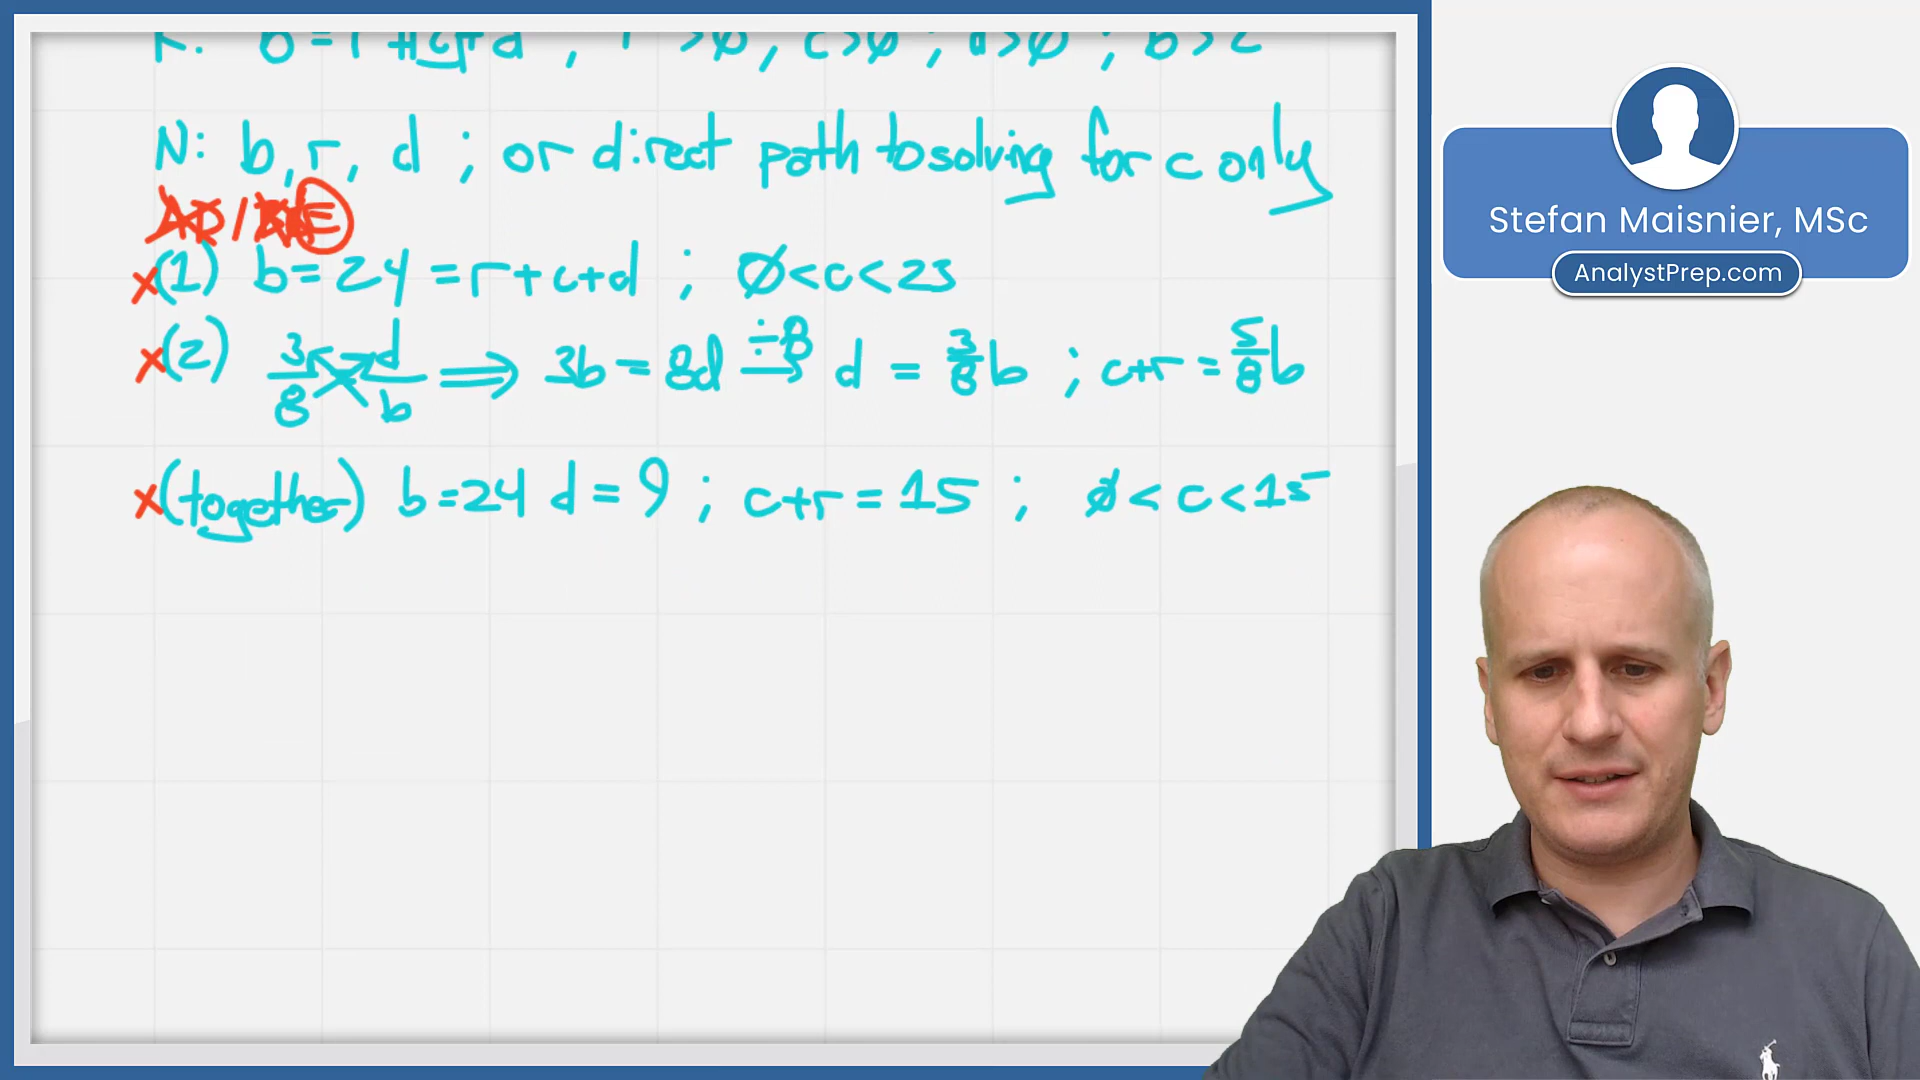 N: b, r, d ; or direct path to solving for c only
AD / E
x(1) b = 24 = r + c + d ; ∅ < c < 23
x(2) 3/8 d/b ⟹ 3b = 8d ÷8 → d = 3/8 b ; c+r = 5/8 b
x(together) b = 24 d = 9 ; c+r = 15 ; ∅ < c < 15
Stefan Maisnier, MSc
AnalystPrep.com